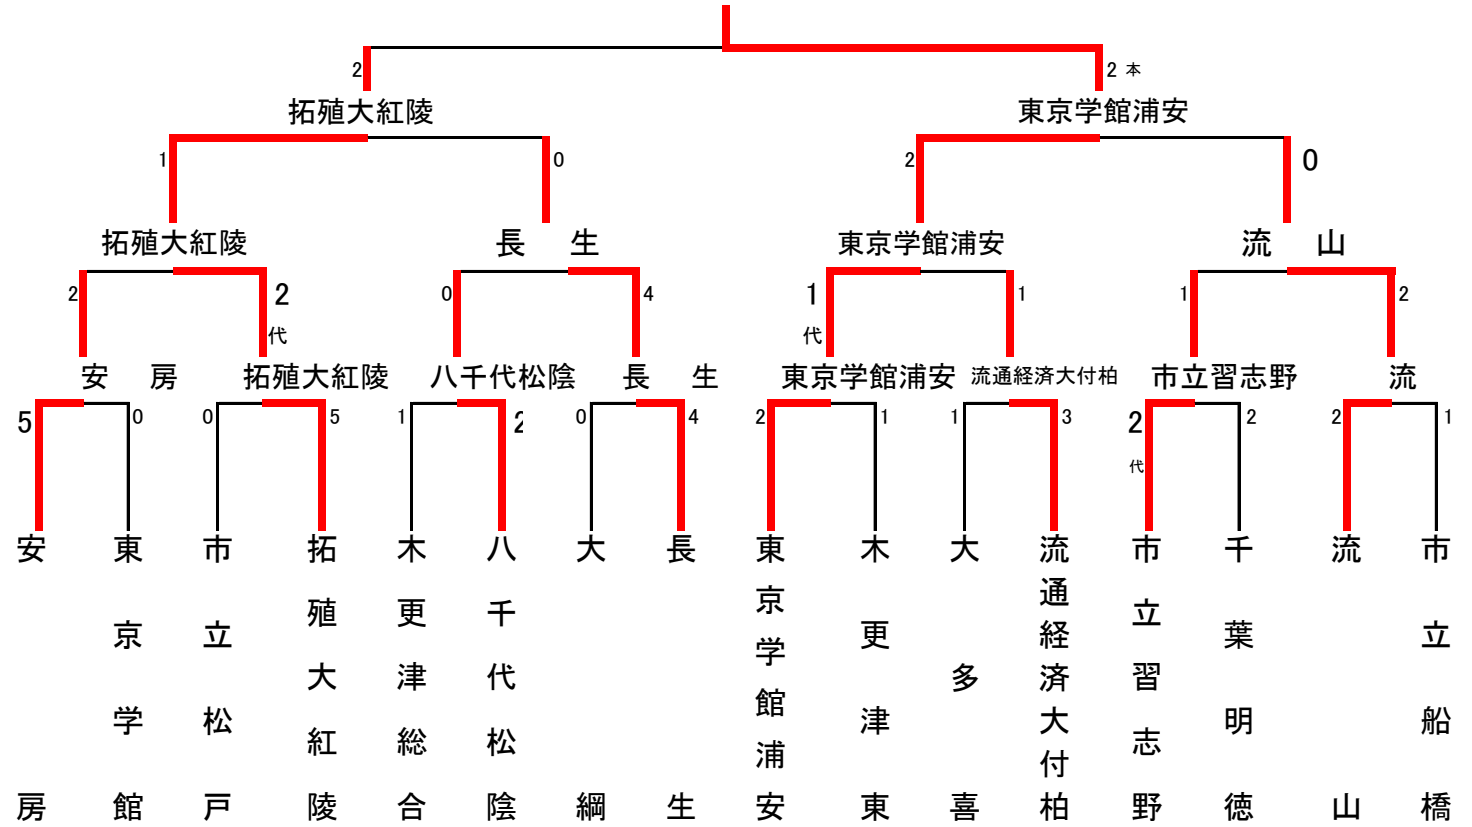 2 2 本
拓殖大紅陵 東京学館浦安
1 0 2 0
拓殖大紅陵 長生 東京学館浦安 流山
2 2 0 4 1 1 1 2
代 代
安房 拓殖大紅陵 八千代松陰 長生 東京学館浦安 流通経済大付柏 市立習志野 流
5 0 0 5 1 2 0 4 2 1 1 3 2 2 2 1
代
安房
東京学館
市立松戸
拓殖大紅陵
木更津総合
八千代松陰
大綱
長生
東京学館浦安
木更津東
大多喜
流通経済大付柏
市立習志野
千葉明徳
流山
市立船橋